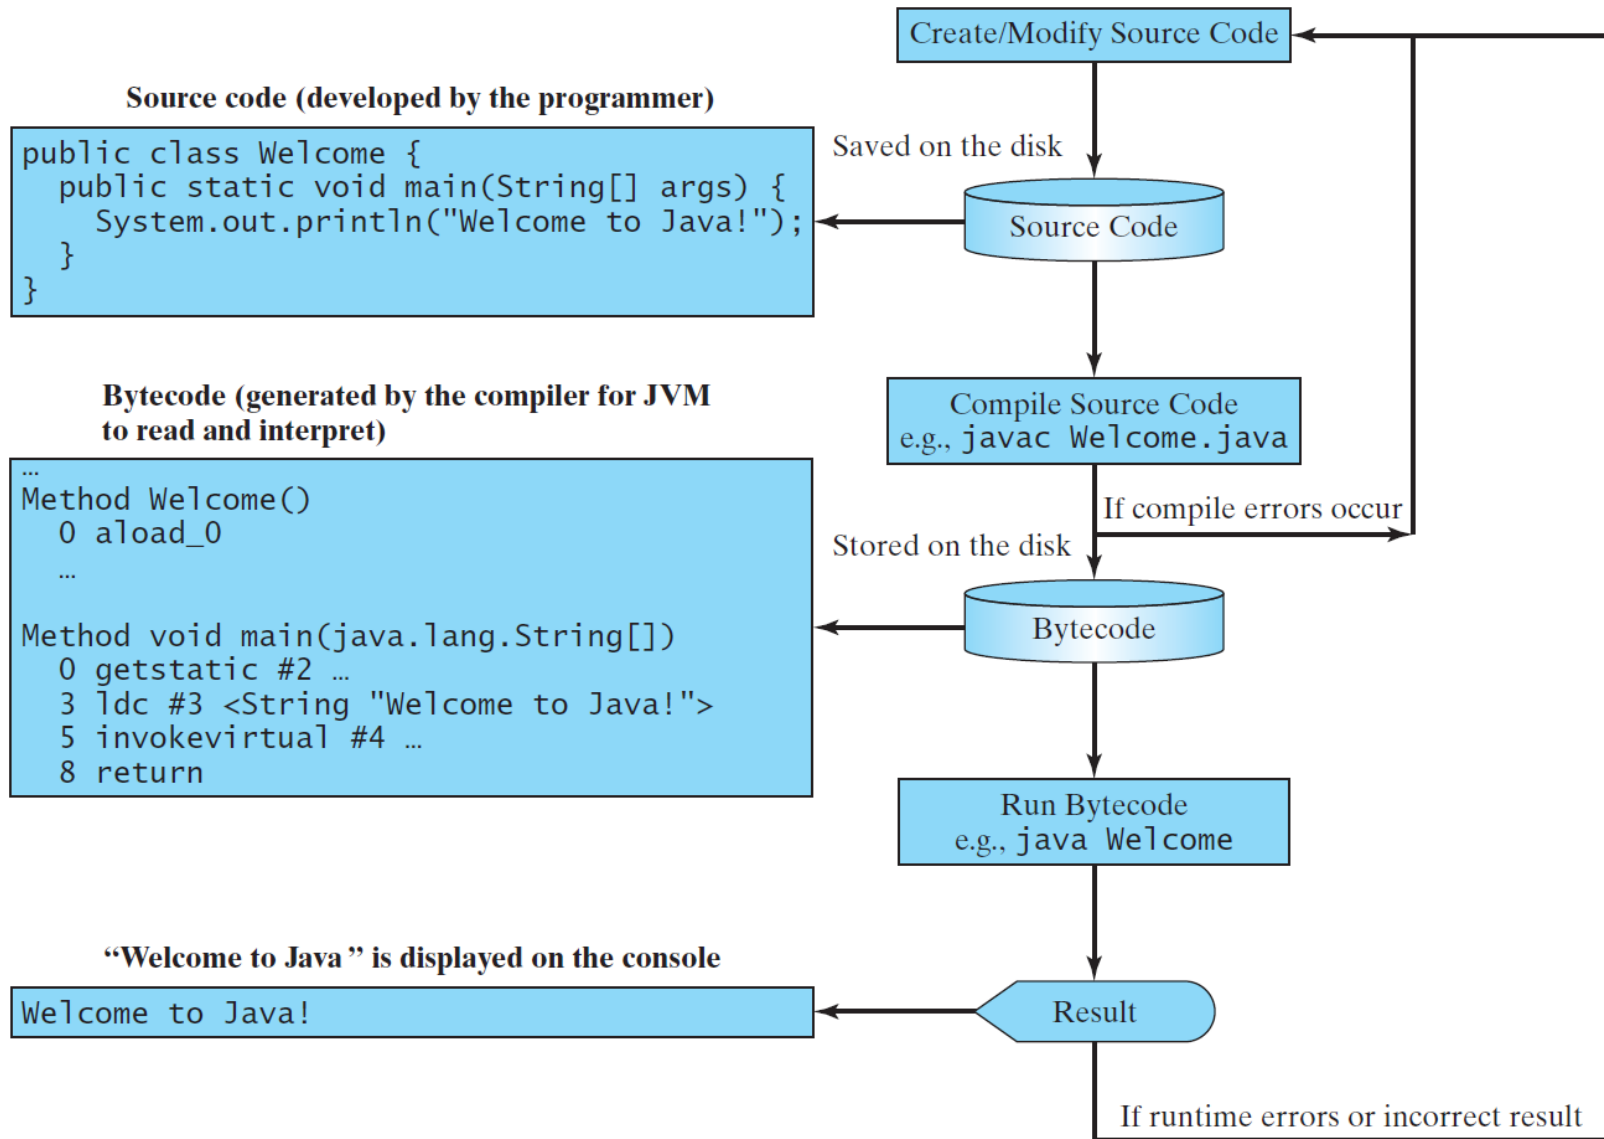 Create/Modify Source Code
Source code (developed by the programmer)
public class Welcome {
  public static void main(String[] args) {
    System.out.println("Welcome to Java!");
  }
}
Saved on the disk
Source Code
Compile Source Code
e.g., javac Welcome.java
If compile errors occur
Bytecode (generated by the compiler for JVM
to read and interpret)
…
Method Welcome()
  0 aload_0
  …
Method void main(java.lang.String[])
  0 getstatic #2 …
  3 ldc #3 <String "Welcome to Java!">
  5 invokevirtual #4 …
  8 return
Stored on the disk
Bytecode
Run Bytecode
e.g., java Welcome
“Welcome to Java” is displayed on the console
Welcome to Java!
Result
If runtime errors or incorrect result